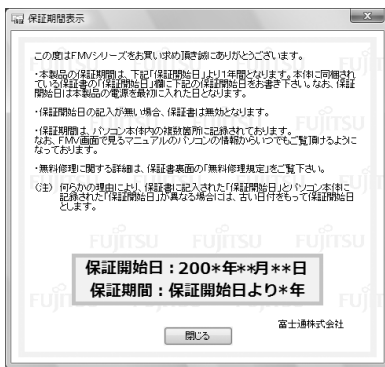 保証期間表示
この度はFMVシリーズをお買い求め頂き誠にありがとうございます。
・本製品の保証期間は、下記「保証開始日」より1年間となります。本体に同梱され
ている保証書の「保証開始日」欄に下記の保証開始日をお書き下さい。なお、保証
開始日は本製品の電源を最初に入れた日となります。
・保証開始日の記入が無い場合、保証書は無効となります。
・保証期間は、パソコン本体内の複数箇所に記録されております。
なお、FMV画面で見るマニュアルのパソコンの情報からいつでもご覧頂けるように
なっております。
・無料修理に関する詳細は、保証書裏面の「無料修理規定」をご覧下さい。
(注) 何らかの理由により、保証書に記入された「保証開始日」とパソコン本体に
記録された「保証開始日」が異なる場合には、古い日付をもって保証開始日
とします。
FUJITSU FUJITSU FUJITSU
保証開始日：200*年**月**日
保証期間：保証開始日より*年
富士通株式会社
閉じる